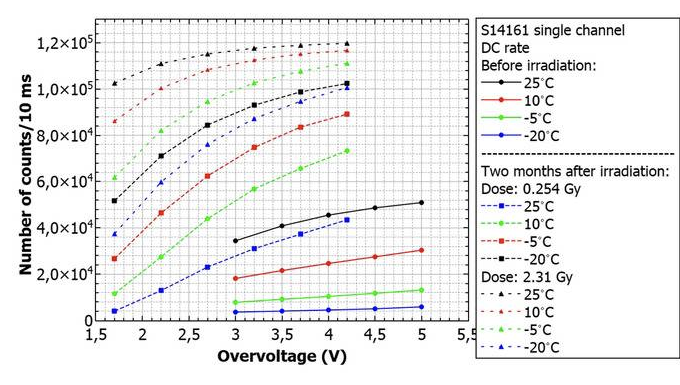 Number of counts/10 ms
1,2×10⁵
1,0×10⁵
8,0×10⁴
6,0×10⁴
4,0×10⁴
2,0×10⁴
0
1,5 2 2,5 3 3,5 4 4,5 5 5,5
Overvoltage (V)
S14161 single channel
DC rate
Before irradiation:
25°C
10°C
-5°C
-20°C
Two months after irradiation:
Dose: 0.254 Gy
25°C
10°C
-5°C
-20°C
Dose: 2.31 Gy
25°C
10°C
-5°C
-20°C